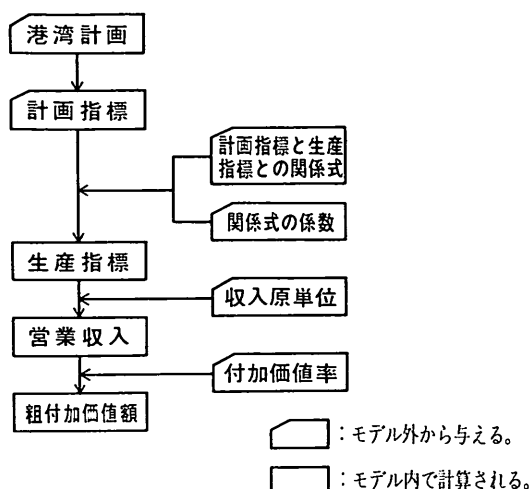 港湾計画
計画指標
計画指標と生産
指標との関係式
関係式の係数
生産指標
収入原単位
営業収入
付加価値率
粗付加価値額
：モデル外から与える。
：モデル内で計算される。